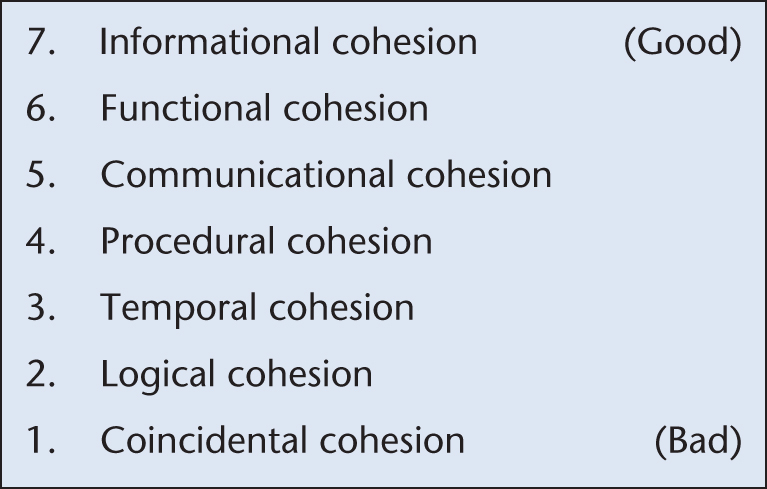 7. Informational cohesion (Good)
6. Functional cohesion
5. Communicational cohesion
4. Procedural cohesion
3. Temporal cohesion
2. Logical cohesion
1. Coincidental cohesion (Bad)